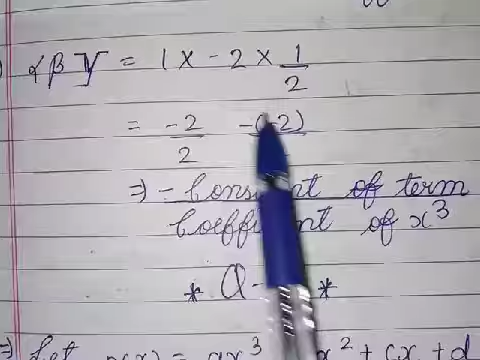 αβγ = 1 × - 2 × 1/2
= -2/2 -(-2)
⇒ - Constant of term
Coefficient of x³
* Q *
⇒ Let = ax³ x² + cx + d